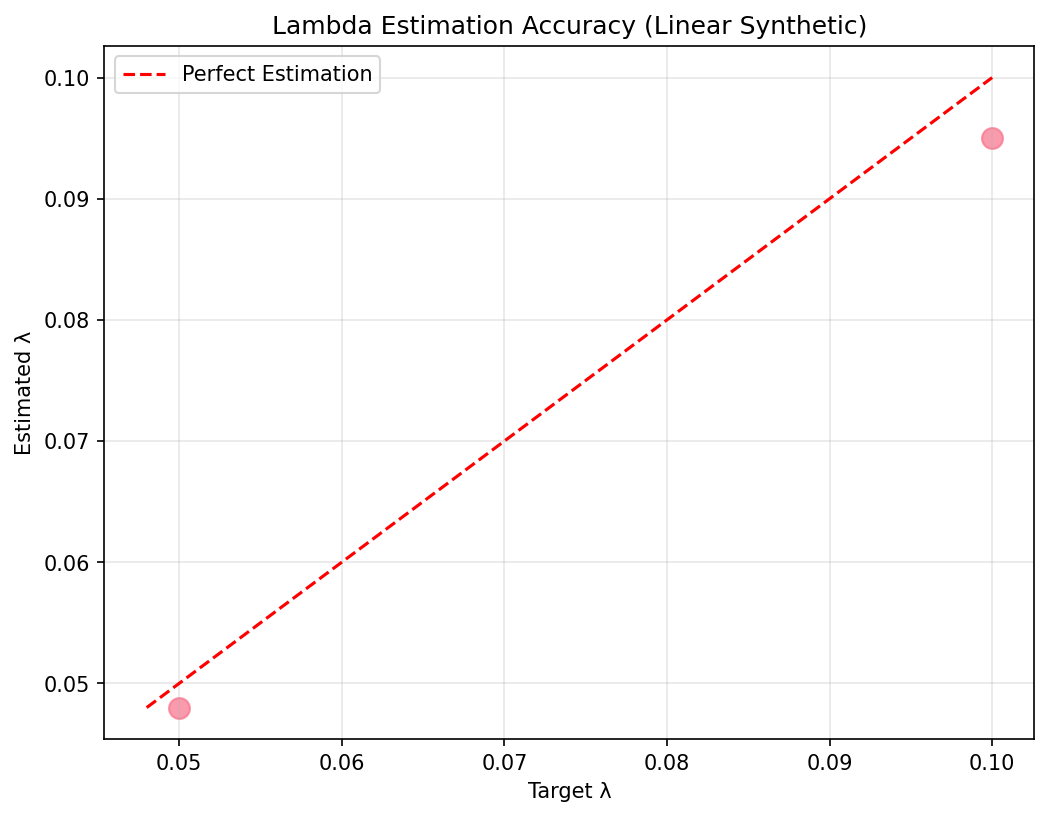 Lambda Estimation Accuracy (Linear Synthetic)
Perfect Estimation
0.10
0.09
0.08
0.07
0.06
0.05
Estimated λ
0.05 0.06 0.07 0.08 0.09 0.10
Target λ